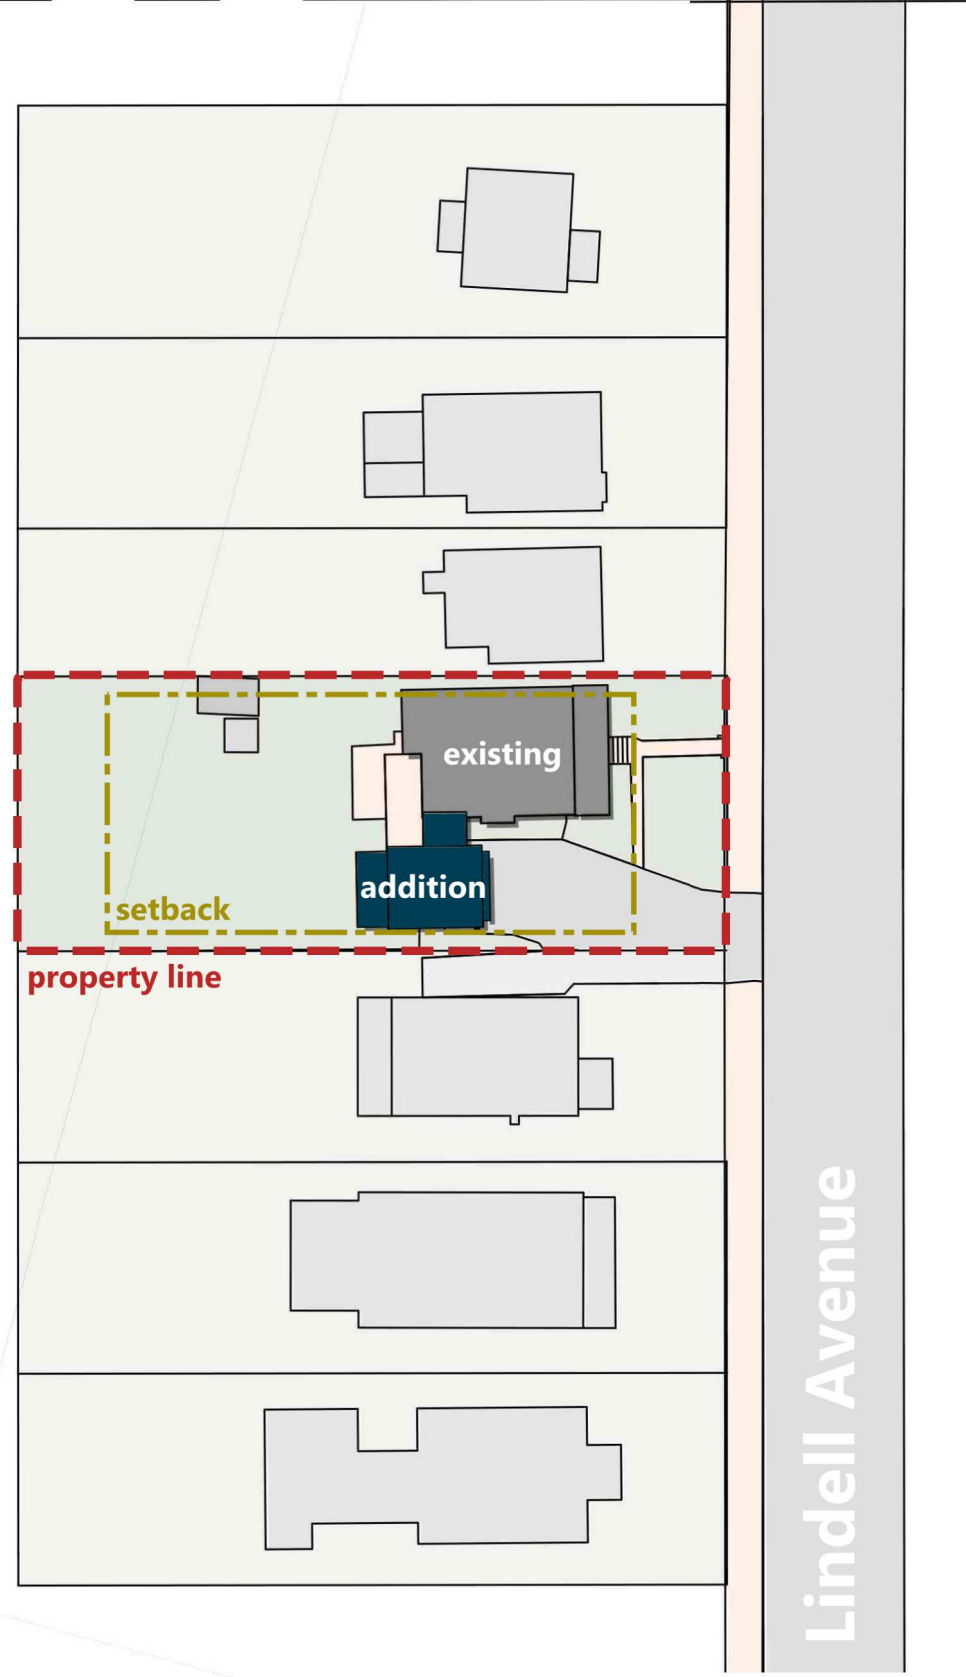 existing
addition
setback
property line
Lindell Avenue